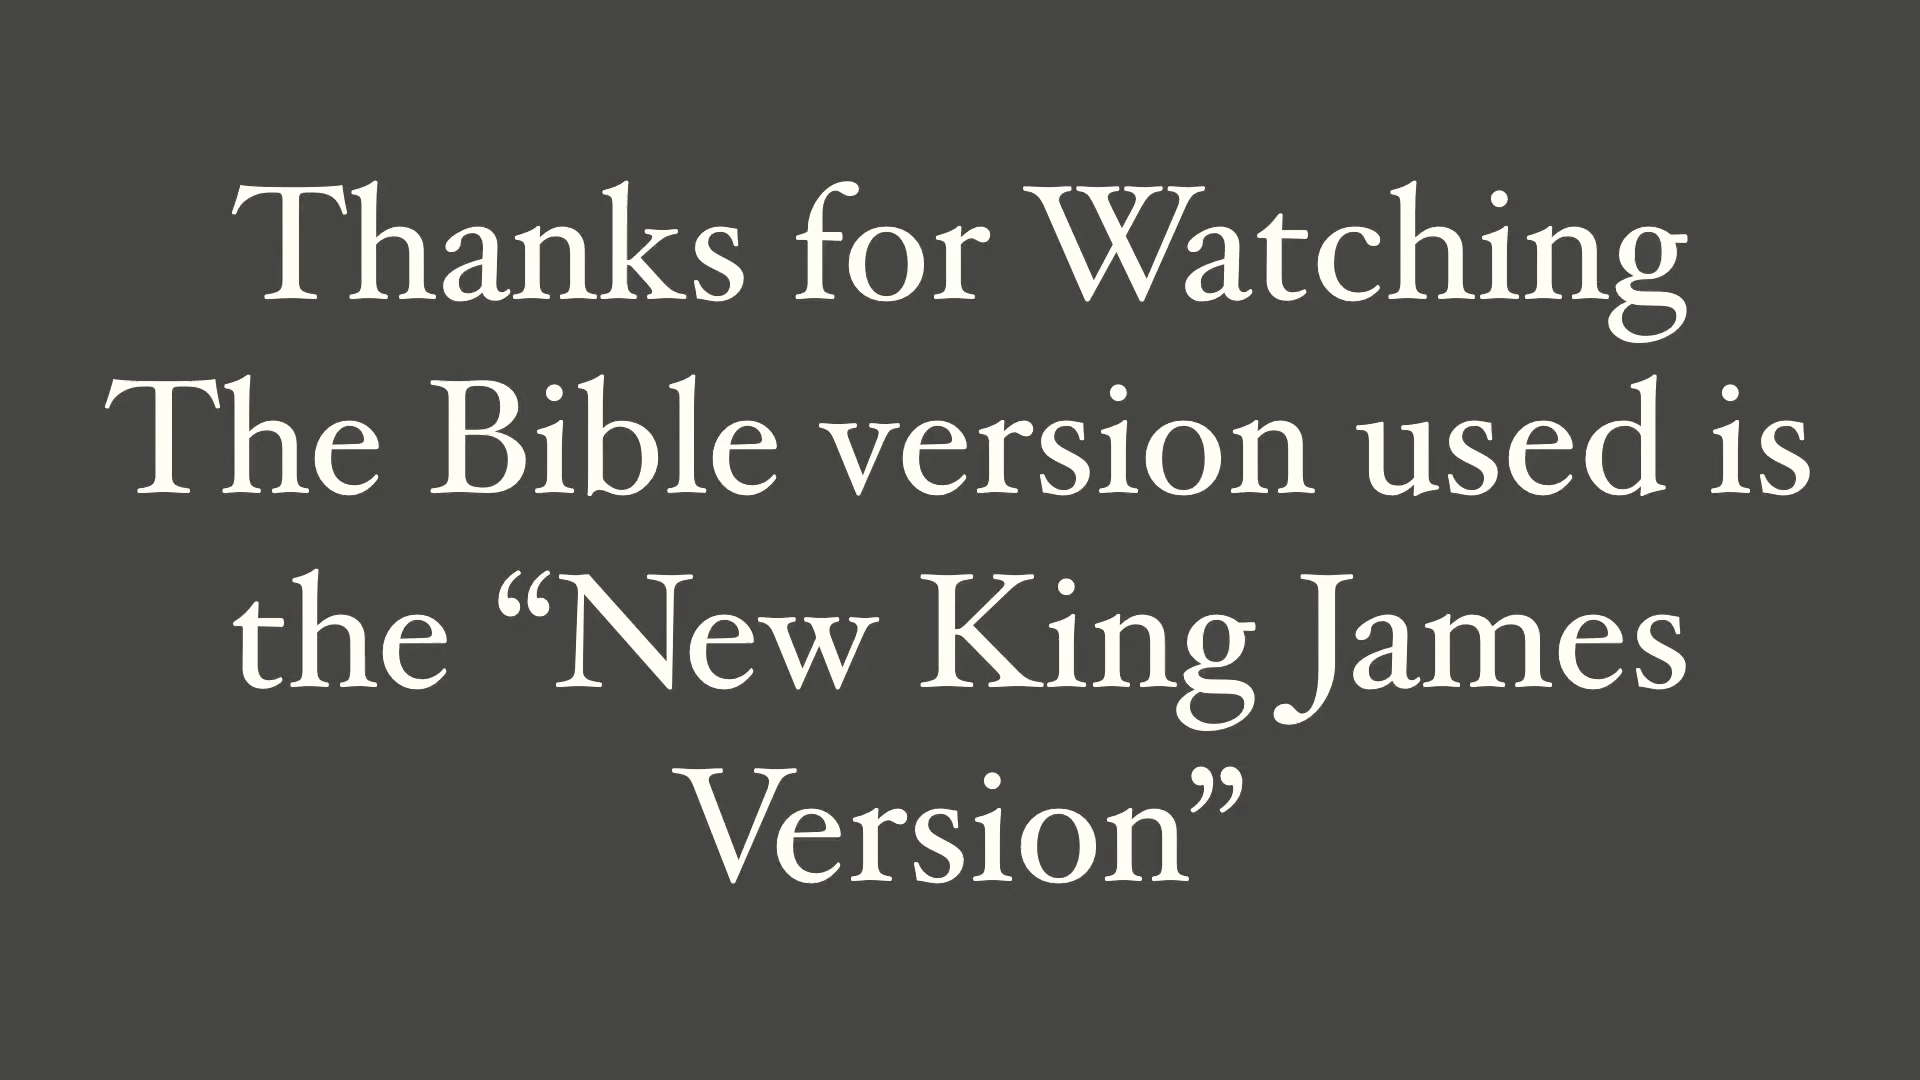 Thanks for Watching
The Bible version used is
the “New King James
Version”